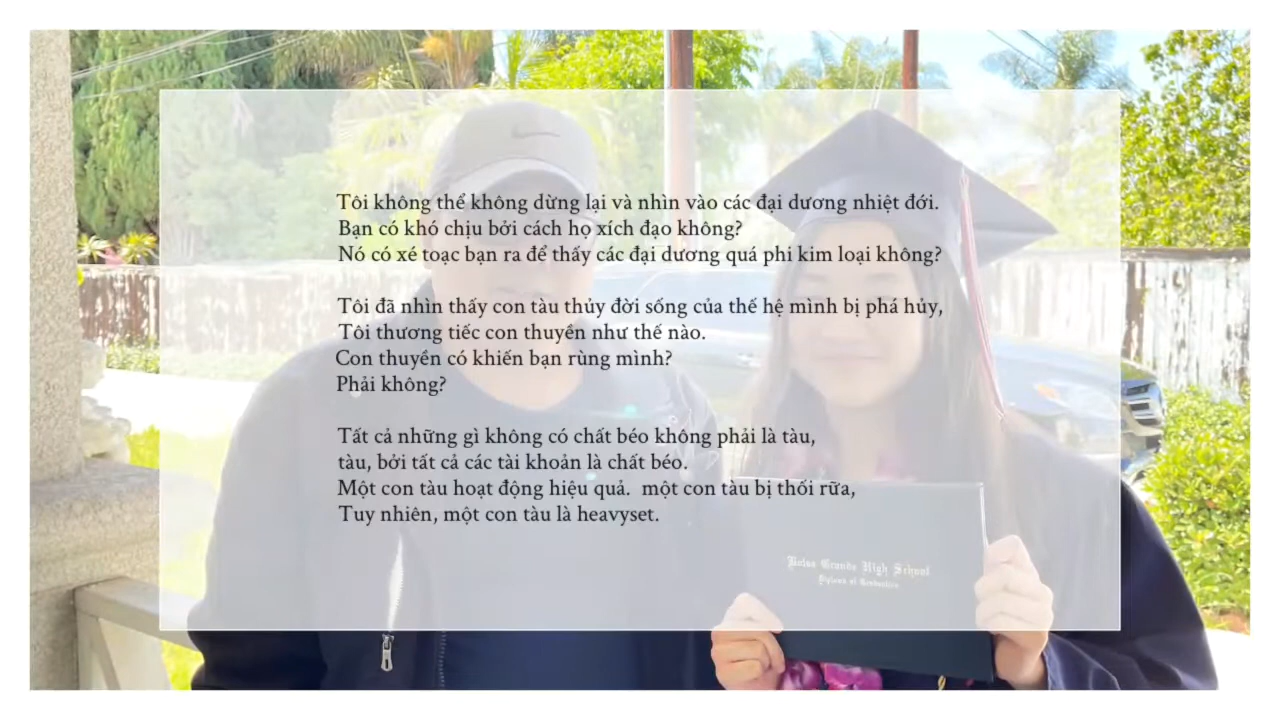 Tôi không thể không dừng lại và nhìn vào các đại dương nhiệt đới.
Bạn có khó chịu bởi cách họ xích đạo không?
Nó có xé toạc bạn ra để thấy các đại dương quá phi kim loại không?
Tôi đã nhìn thấy con tàu thủy đời sống của thế hệ mình bị phá hủy,
Tôi thương tiếc con thuyền như thế nào.
Con thuyền có khiến bạn rùng mình?
Phải không?
Tất cả những gì không có chất béo không phải là tàu,
tàu, bởi tất cả các tài khoản là chất béo.
Một con tàu hoạt động hiệu quả.  một con tàu bị thối rữa,
Tuy nhiên, một con tàu là heavyset.
Grande High School
Diploma of Graduation